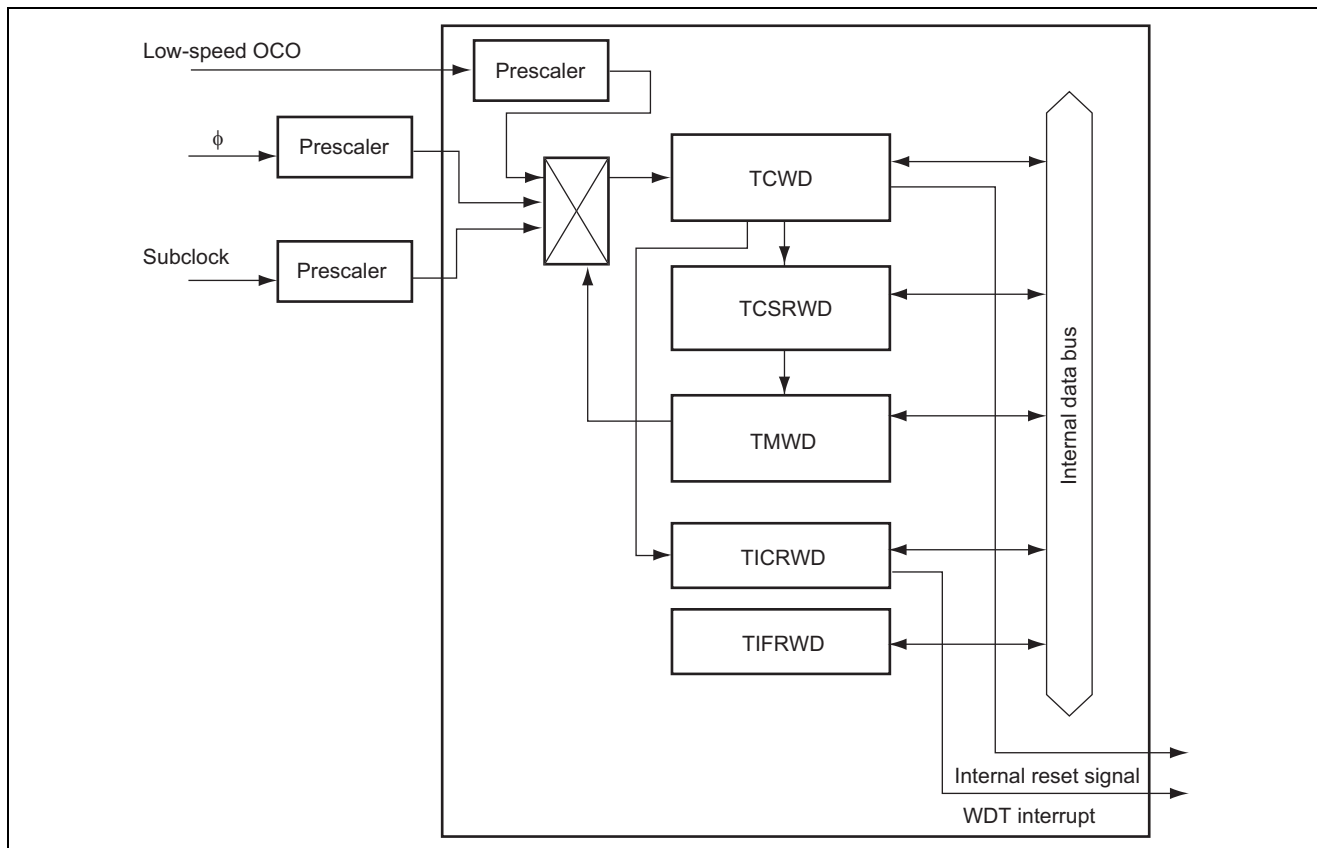 Low-speed OCO
Prescaler
ϕ
Prescaler
TCWD
Subclock
Prescaler
TCSRWD
TMWD
Internal data bus
TICRWD
TIFRWD
Internal reset signal
WDT interrupt